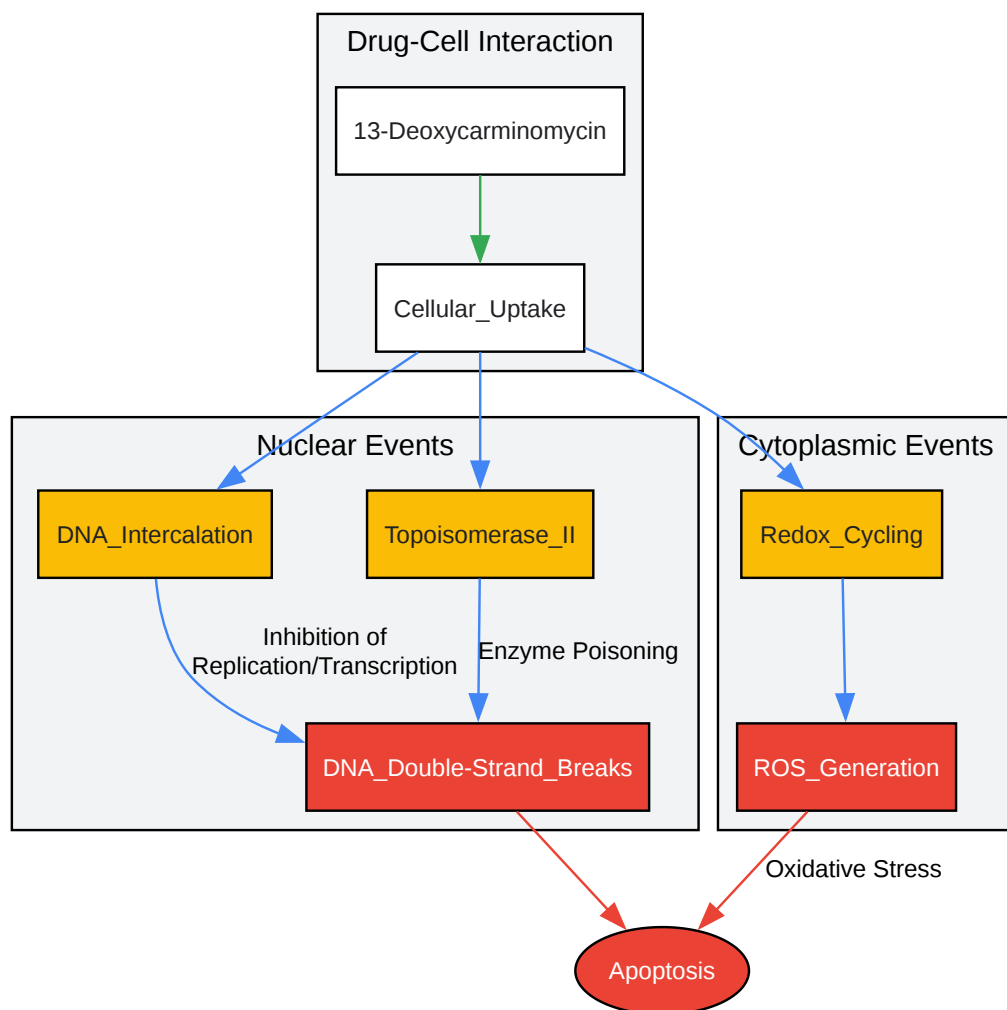 Drug-Cell Interaction
13-Deoxycarminomycin
Cellular_Uptake
Nuclear Events
Cytoplasmic Events
DNA_Intercalation
Topoisomerase_II
Redox_Cycling
Inhibition of
Replication/Transcription
Enzyme Poisoning
DNA_Double-Strand_Breaks
ROS_Generation
Oxidative Stress
Apoptosis